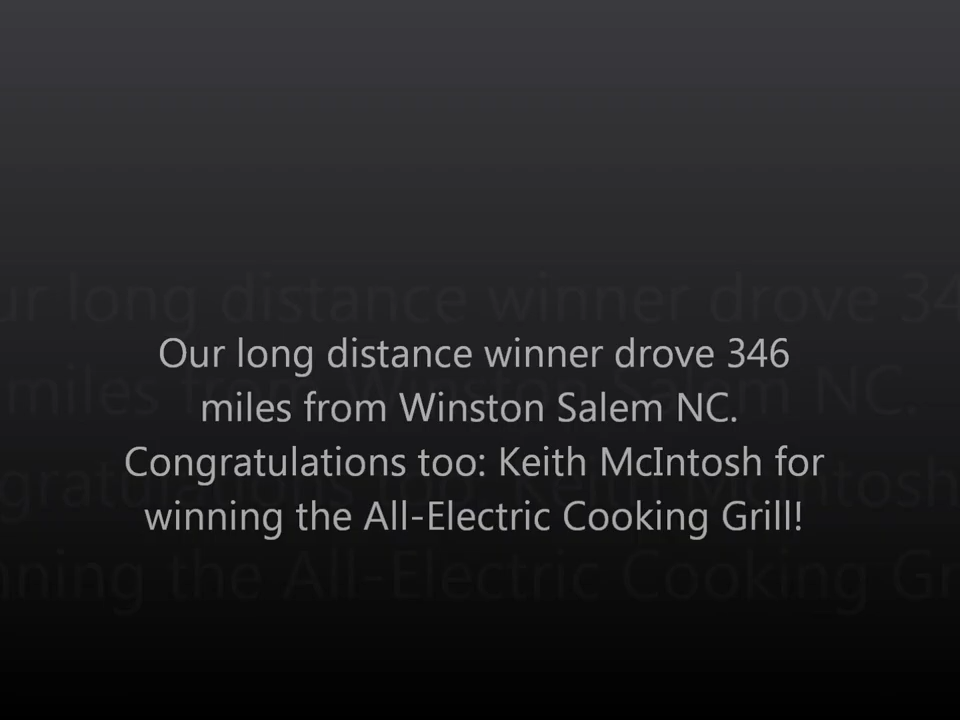 Our long distance winner drove 346
miles from Winston Salem NC.
Congratulations too: Keith McIntosh for
winning the All-Electric Cooking Grill!